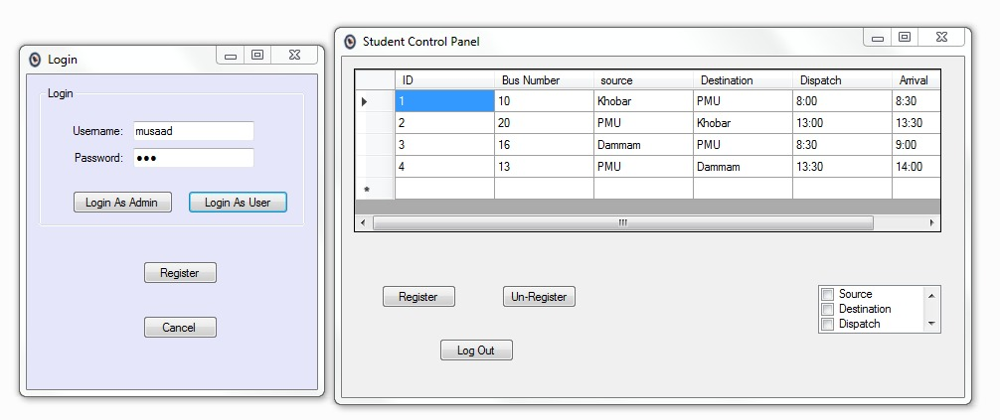 Login
Login
Username: musaad
Password: ●●●
Login As Admin Login As User
Register
Cancel
Student Control Panel
ID Bus Number source Destination Dispatch Arrival
1 10 Khobar PMU 8:00 8:30
2 20 PMU Khobar 13:00 13:30
3 16 Dammam PMU 8:30 9:00
4 13 PMU Dammam 13:30 14:00
*
Register Un-Register
Source
Destination
Dispatch
Log Out